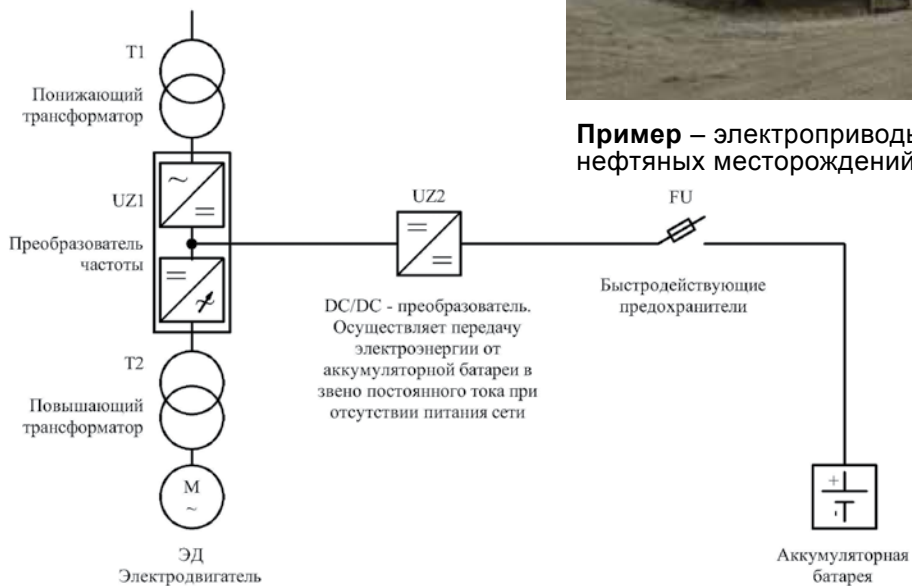 T1
Понижающий
трансформатор
Пример – электроприводы
нефтяных месторождений
UZ1
~
=
Преобразователь
частоты
=
~
UZ2
=
=
DC/DC - преобразователь.
Осуществляет передачу
электроэнергии от
аккумуляторной батареи в
звено постоянного тока при
отсутствии питания сети
FU
Быстродействующие
предохранители
T2
Повышающий
трансформатор
М
~
ЭД
Электродвигатель
+
-
Аккумуляторная
батарея